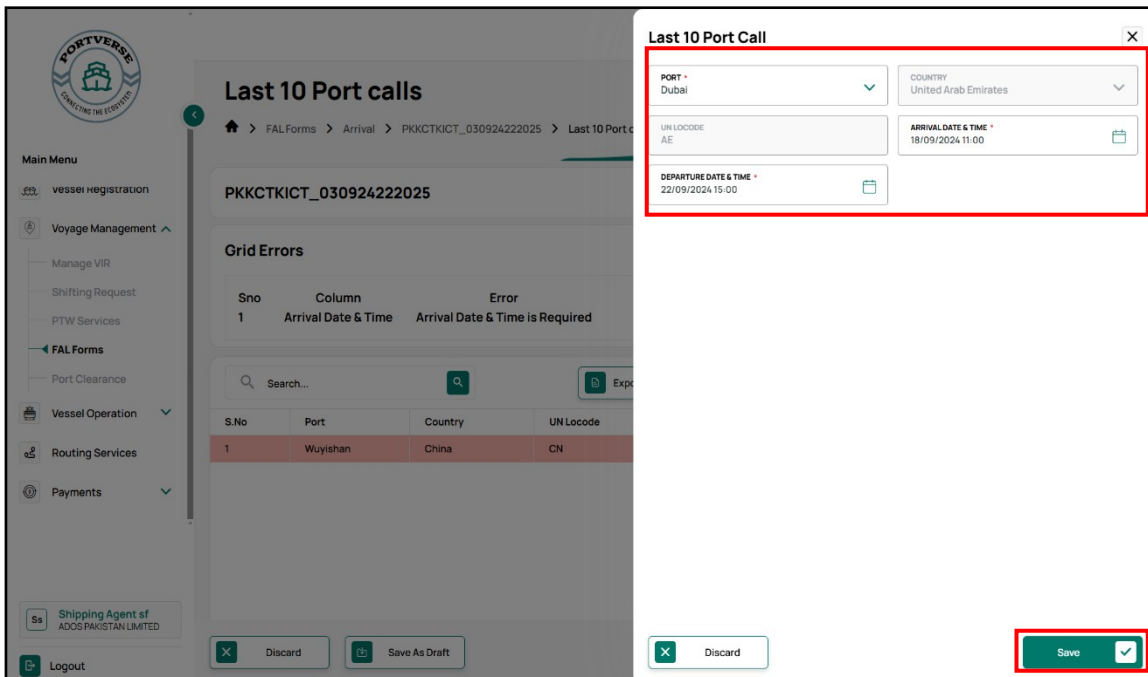 PORTVERSE
CONNECTING THE ECOSYSTEM
Main Menu
Vessel Registration
Voyage Management
Manage VIR
Shifting Request
PTW Services
FAL Forms
Port Clearance
Vessel Operation
Routing Services
Payments
Ss
Shipping Agent sf
ADOS PAKISTAN LIMITED
Logout
Last 10 Port calls
> FAL Forms > Arrival > PKKCTKICT_030924222025 > Last 10 Port c
PKKCTKICT_030924222025
Grid Errors
Sno Column Error
1 Arrival Date & Time Arrival Date & Time is Required
Search... Expo
S.No Port Country UN Locode
1 Wuyishan China CN
Discard Save As Draft
Last 10 Port Call
PORT * COUNTRY
Dubai United Arab Emirates
UN LOCODE ARRIVAL DATE & TIME *
AE 18/09/2024 11:00
DEPARTURE DATE & TIME *
22/09/2024 15:00
Discard Save